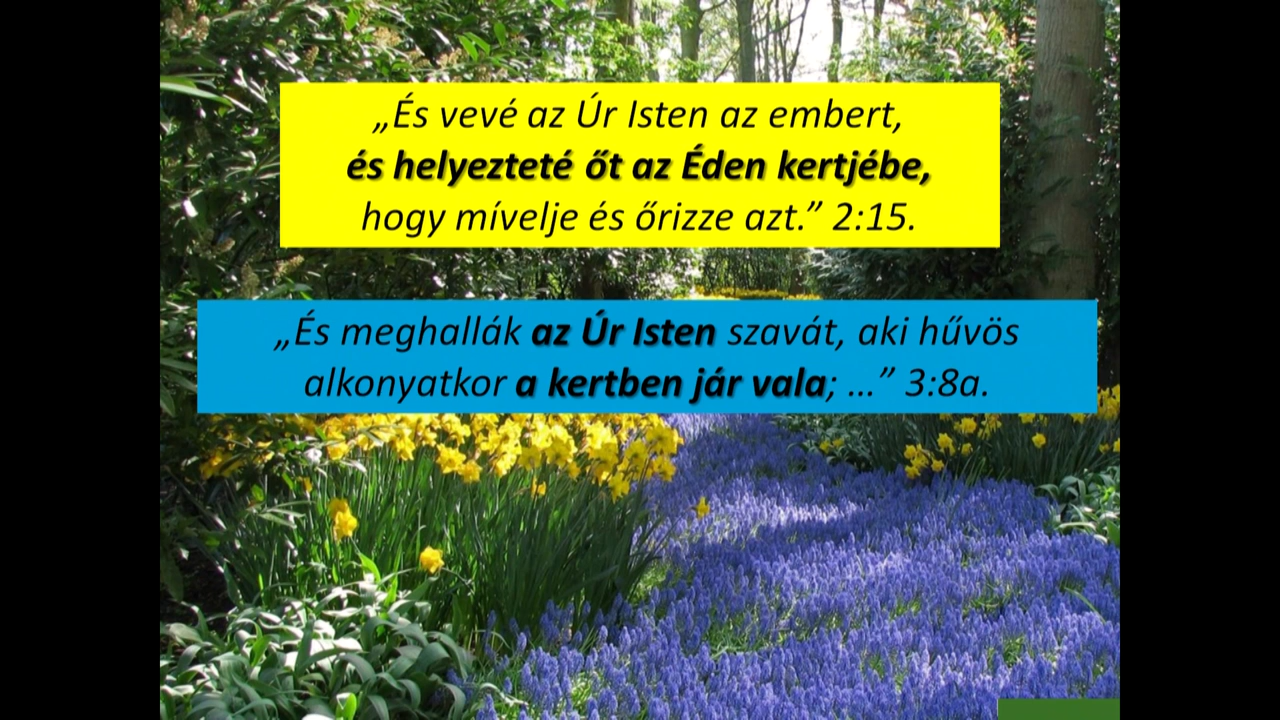 „És vevé az Úr Isten az embert,
és helyezteté őt az Éden kertjébe,
hogy mívelje és őrizze azt.” 2:15.
„És meghallák az Úr Isten szavát, aki hűvös
alkonyatkor a kertben jár vala; ...” 3:8a.